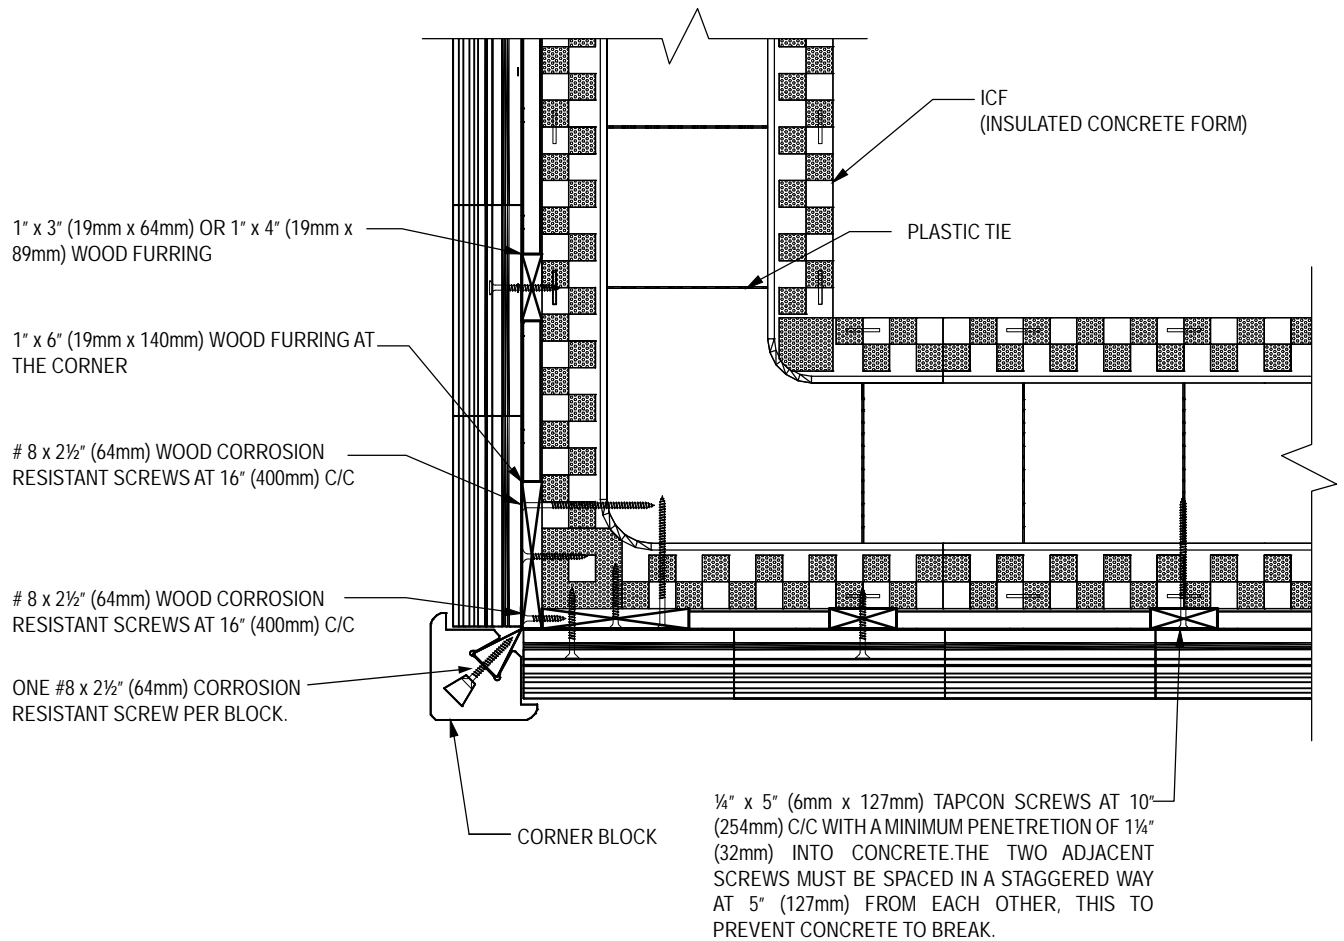 ICF
(INSULATED CONCRETE FORM)
1" x 3" (19mm x 64mm) OR 1" x 4" (19mm x
89mm) WOOD FURRING
PLASTIC TIE
1" x 6" (19mm x 140mm) WOOD FURRING AT
THE CORNER
# 8 x 2½" (64mm) WOOD CORROSION
RESISTANT SCREWS AT 16" (400mm) C/C
# 8 x 2½" (64mm) WOOD CORROSION
RESISTANT SCREWS AT 16" (400mm) C/C
ONE #8 x 2½" (64mm) CORROSION
RESISTANT SCREW PER BLOCK.
CORNER BLOCK
¼" x 5" (6mm x 127mm) TAPCON SCREWS AT 10"
(254mm) C/C WITH A MINIMUM PENETRETION OF 1¼"
(32mm) INTO CONCRETE.THE TWO ADJACENT
SCREWS MUST BE SPACED IN A STAGGERED WAY
AT 5" (127mm) FROM EACH OTHER, THIS TO
PREVENT CONCRETE TO BREAK.